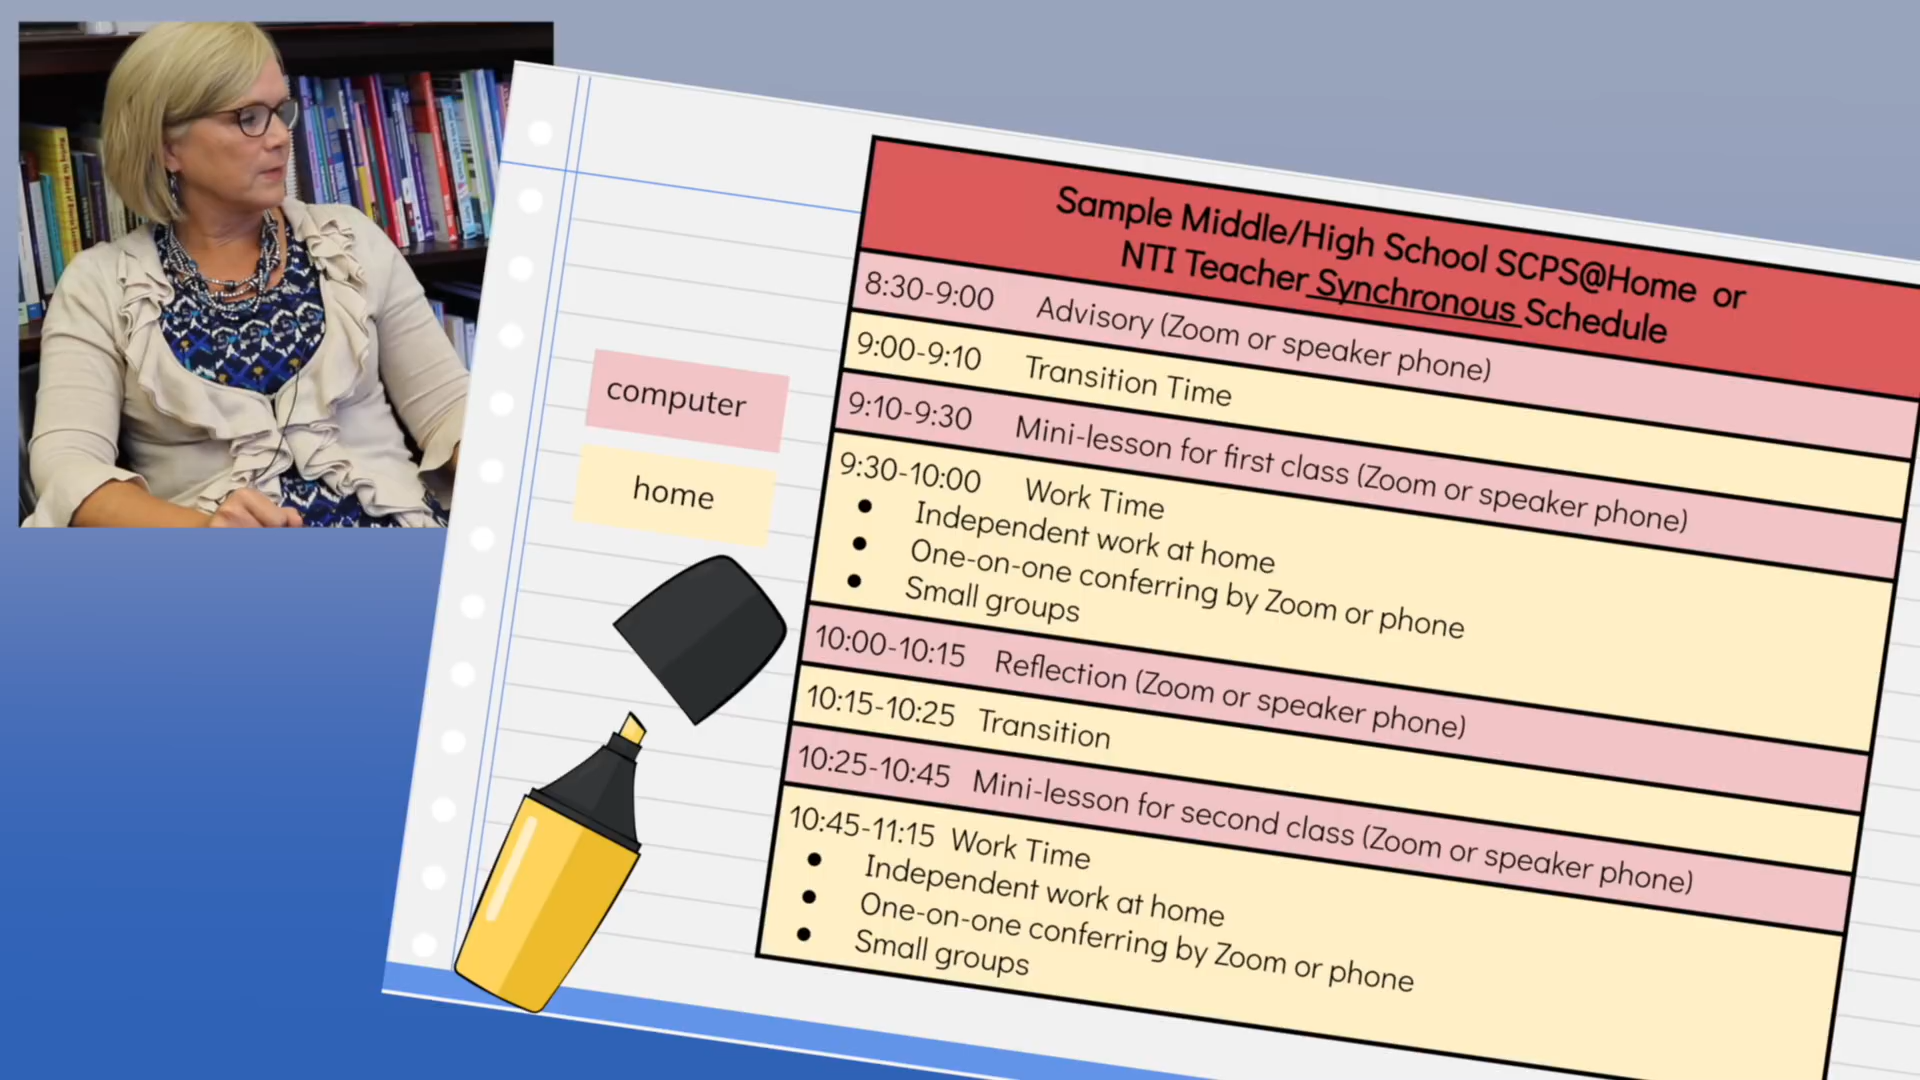 computer
home
Sample Middle/High School SCPS@Home or
NTI Teacher Synchronous Schedule
8:30-9:00 Advisory (Zoom or speaker phone)
9:00-9:10 Transition Time
9:10-9:30 Mini-lesson for first class (Zoom or speaker phone)
9:30-10:00 Work Time
● Independent work at home
● One-on-one conferring by Zoom or phone
● Small groups
10:00-10:15 Reflection (Zoom or speaker phone)
10:15-10:25 Transition
10:25-10:45 Mini-lesson for second class (Zoom or speaker phone)
10:45-11:15 Work Time
● Independent work at home
● One-on-one conferring by Zoom or phone
● Small groups